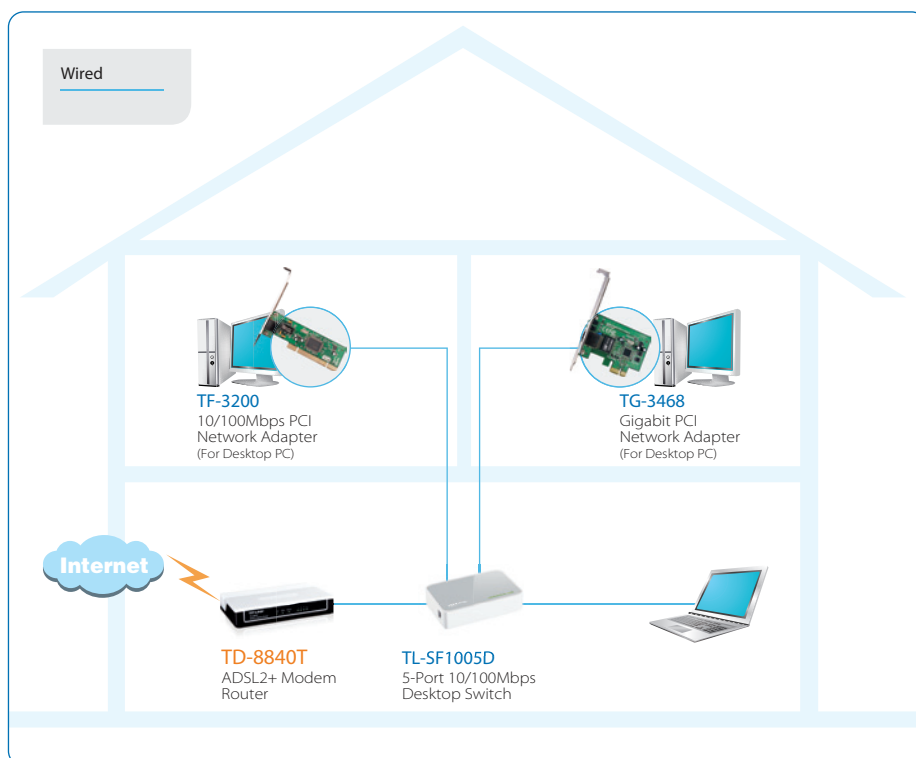 Wired
TF-3200
10/100Mbps PCI
Network Adapter
(For Desktop PC)
TG-3468
Gigabit PCI
Network Adapter
(For Desktop PC)
Internet
TD-8840T
ADSL2+ Modem
Router
TL-SF1005D
5-Port 10/100Mbps
Desktop Switch